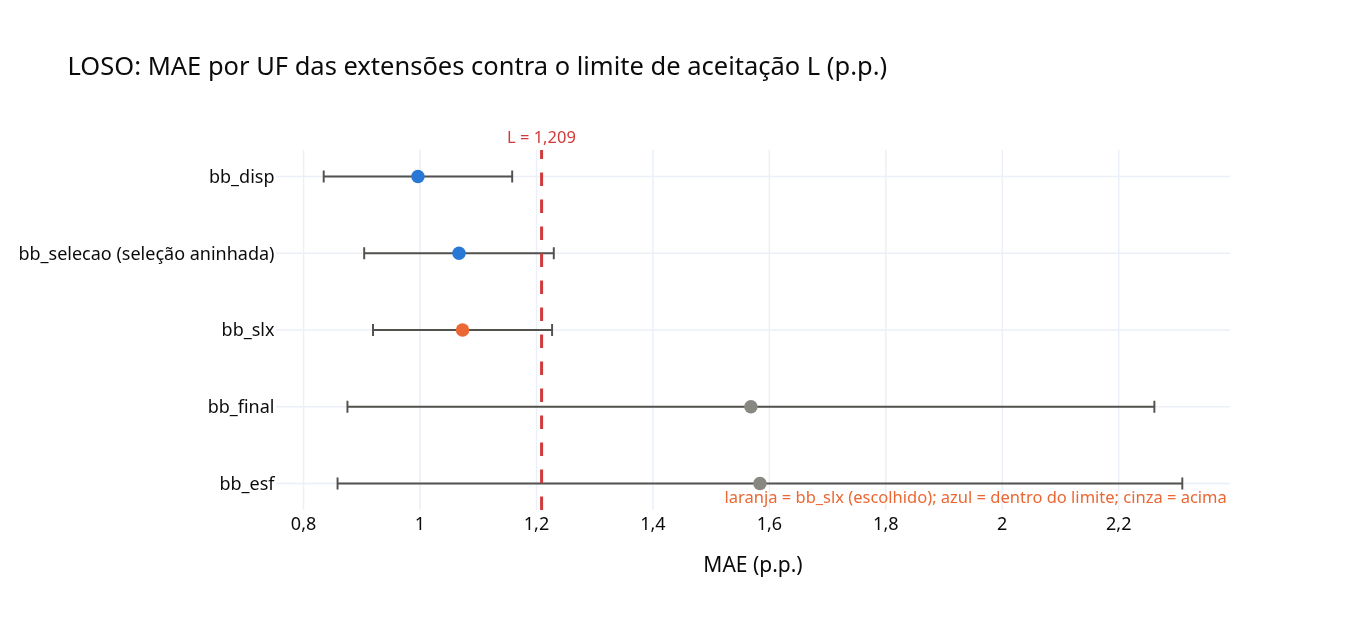 LOSO: MAE por UF das extensões contra o limite de aceitação L (p.p.)
L = 1,209
bb_disp
bb_selecao (seleção aninhada)
bb_slx
bb_final
bb_esf
laranja = bb_slx (escolhido); azul = dentro do limite; cinza = acima
0,8 1 1,2 1,4 1,6 1,8 2 2,2
MAE (p.p.)